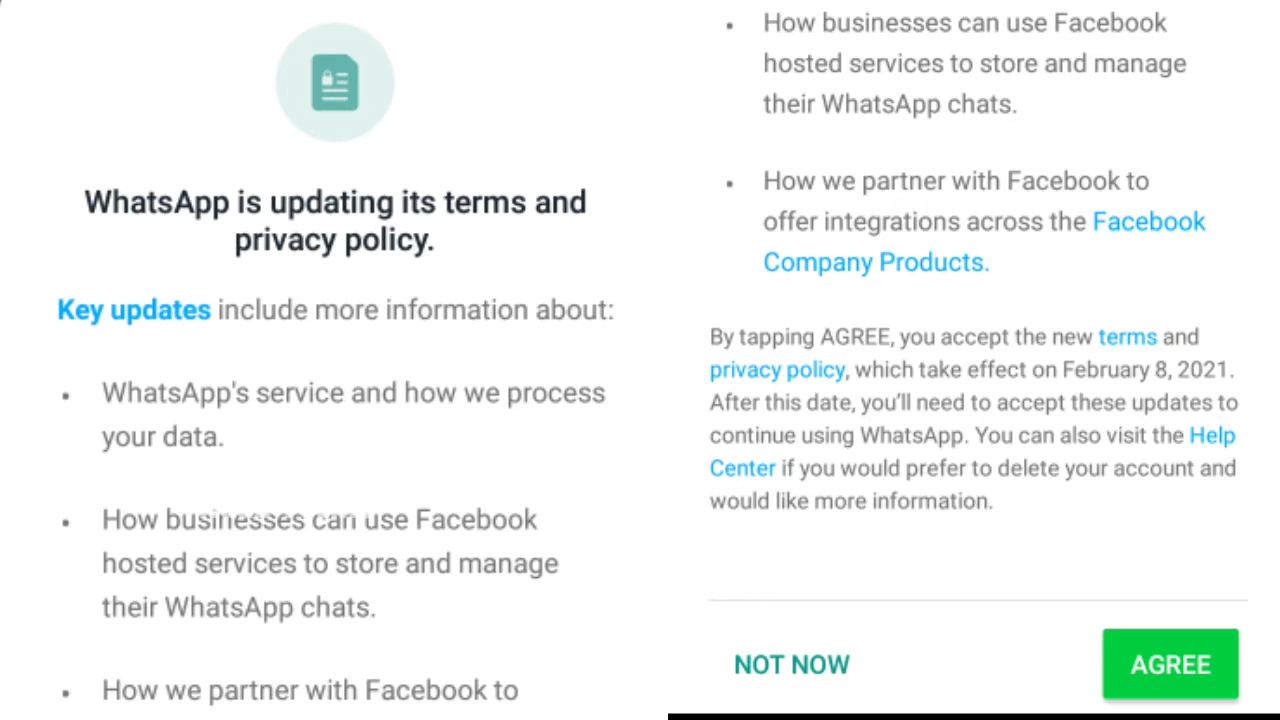 WhatsApp is updating its terms and
privacy policy.
Key updates include more information about:
• WhatsApp's service and how we process
your data.
• How businesses can use Facebook
hosted services to store and manage
their WhatsApp chats.
• How we partner with Facebook to
• How businesses can use Facebook
hosted services to store and manage
their WhatsApp chats.
• How we partner with Facebook to
offer integrations across the Facebook
Company Products.
By tapping AGREE, you accept the new terms and
privacy policy, which take effect on February 8, 2021.
After this date, you’ll need to accept these updates to
continue using WhatsApp. You can also visit the Help
Center if you would prefer to delete your account and
would like more information.
NOT NOW
AGREE